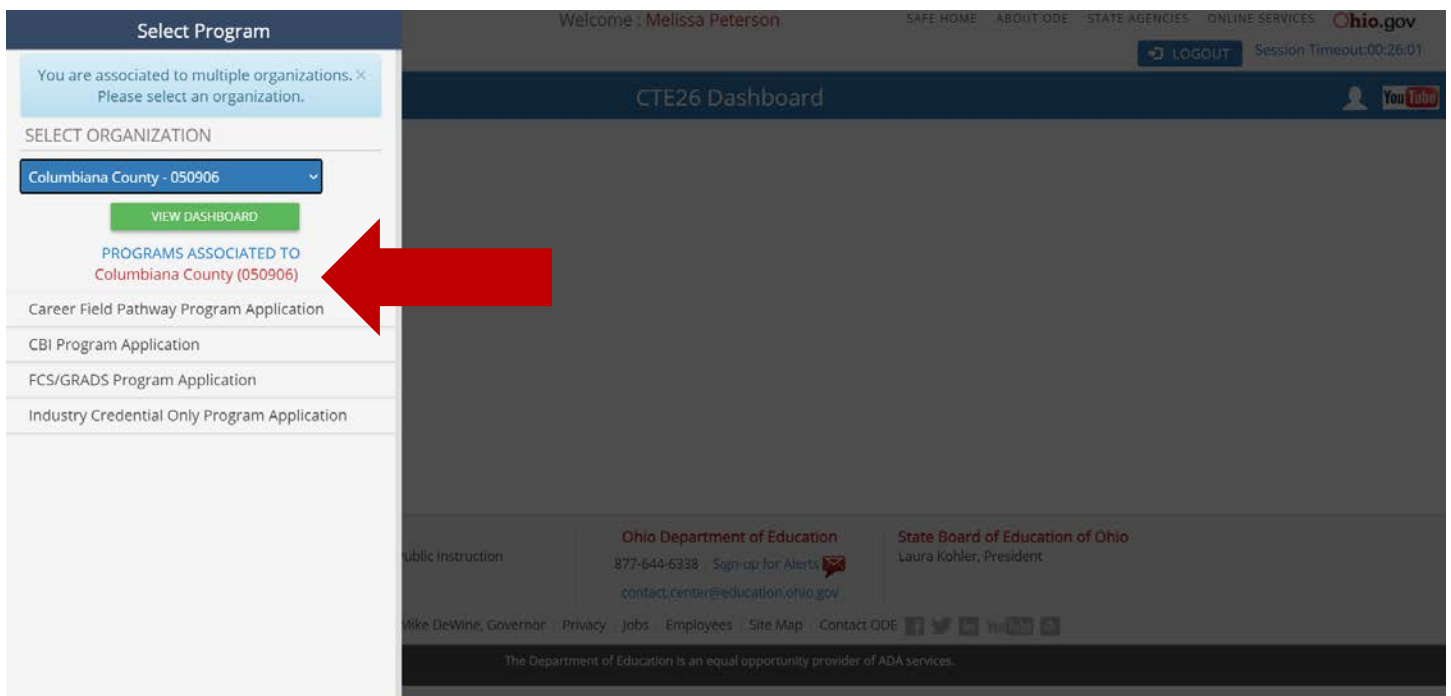 Select Program
You are associated to multiple organizations. ×
Please select an organization.
SELECT ORGANIZATION
Columbiana County - 050906
VIEW DASHBOARD
PROGRAMS ASSOCIATED TO
Columbiana County (050906)
Career Field Pathway Program Application
CBI Program Application
FCS/GRADS Program Application
Industry Credential Only Program Application
Welcome : Melissa Peterson
SAFE HOME ABOUT ODE STATE AGENCIES ONLINE SERVICES Ohio.gov
LOGOUT Session Timeout:00:26:01
CTE26 Dashboard
You Tube
Public Instruction
Ohio Department of Education
877-644-6338 Sign-up for Alerts
contact.center@education.ohio.gov
State Board of Education of Ohio
Laura Kohler, President
Mike DeWine, Governor Privacy Jobs Employees Site Map Contact ODE
The Department of Education is an equal opportunity provider of ADA services.